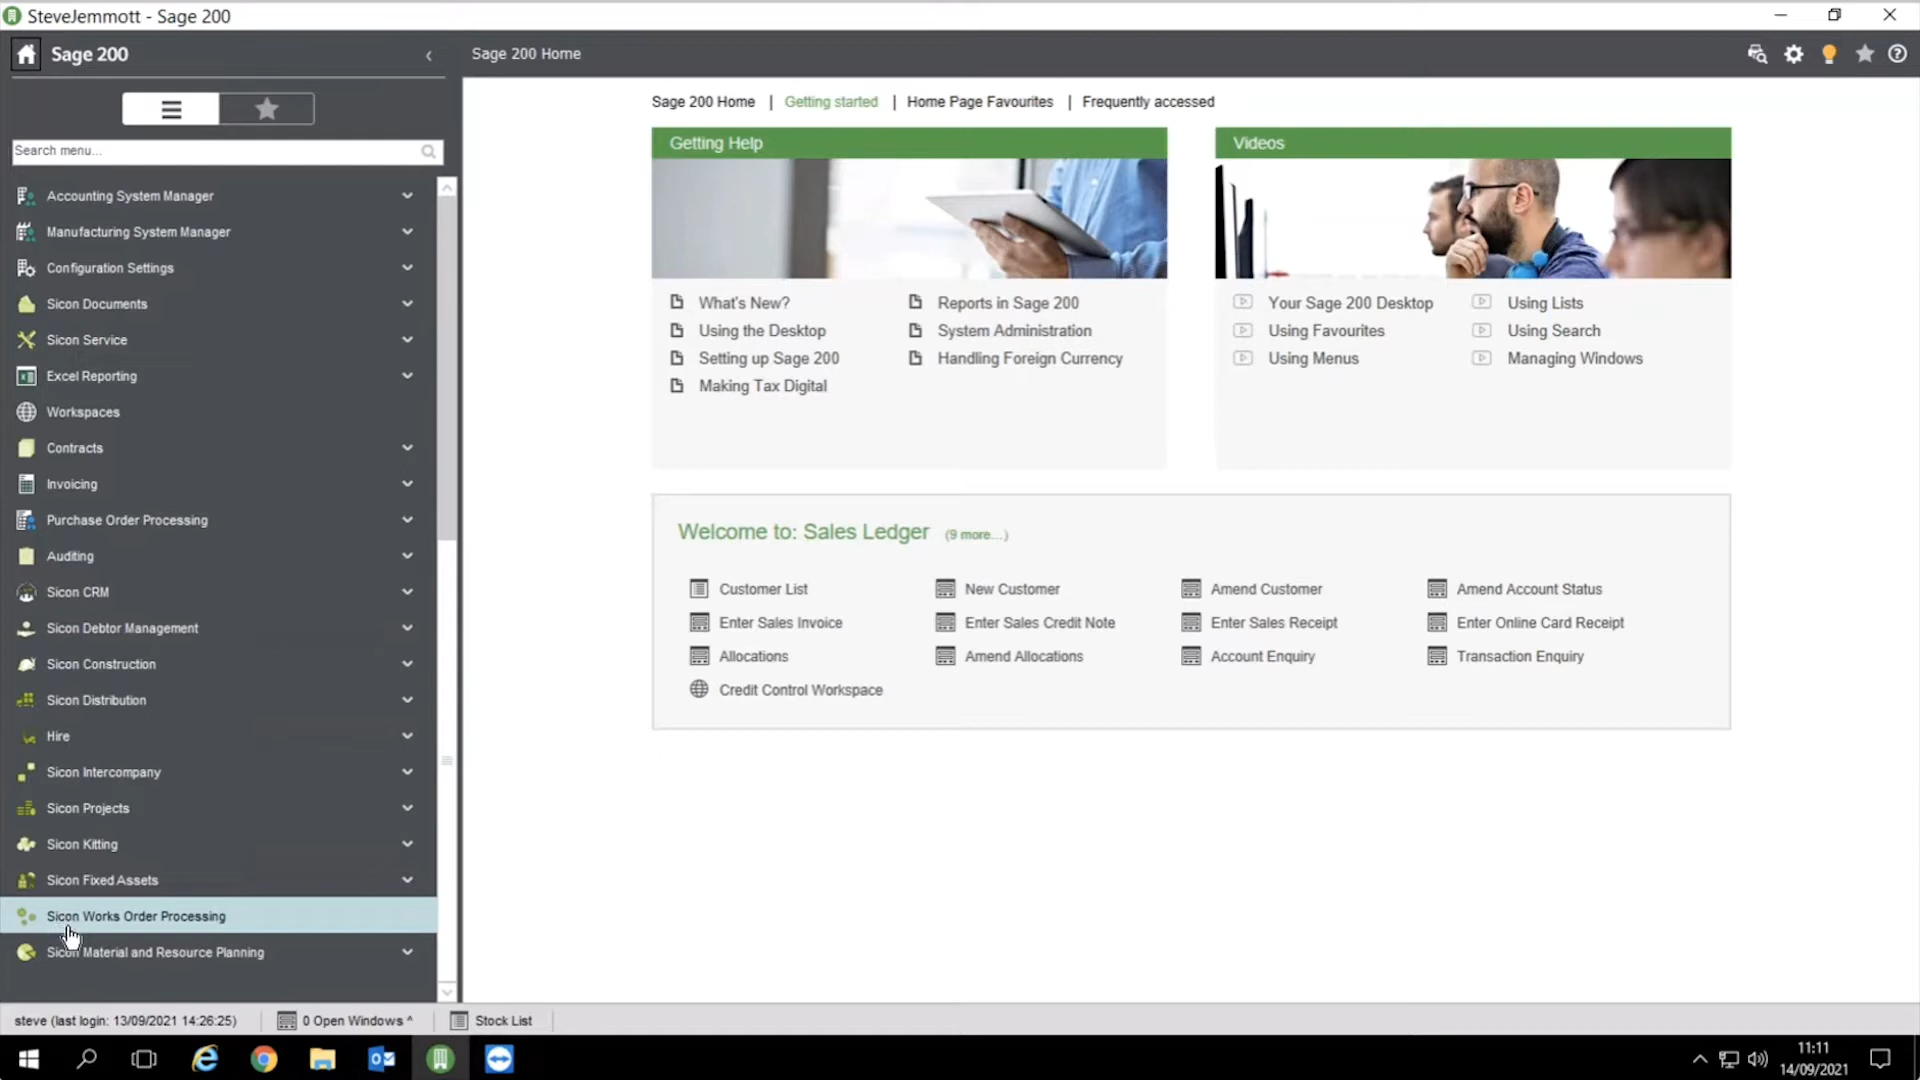 SteveJemmott - Sage 200
Sage 200
Sage 200 Home
Search menu...
Accounting System Manager
Manufacturing System Manager
Configuration Settings
Sicon Documents
Sicon Service
Excel Reporting
Workspaces
Contracts
Invoicing
Purchase Order Processing
Auditing
Sicon CRM
Sicon Debtor Management
Sicon Construction
Sicon Distribution
Hire
Sicon Intercompany
Sicon Projects
Sicon Kitting
Sicon Fixed Assets
Sicon Works Order Processing
Sicon Material and Resource Planning
Sage 200 Home | Getting started | Home Page Favourites | Frequently accessed
Getting Help
What's New?
Using the Desktop
Setting up Sage 200
Making Tax Digital
Reports in Sage 200
System Administration
Handling Foreign Currency
Videos
Your Sage 200 Desktop
Using Favourites
Using Menus
Using Lists
Using Search
Managing Windows
Welcome to: Sales Ledger (9 more...)
Customer List New Customer Amend Customer Amend Account Status
Enter Sales Invoice Enter Sales Credit Note Enter Sales Receipt Enter Online Card Receipt
Allocations Amend Allocations Account Enquiry Transaction Enquiry
Credit Control Workspace
steve (last login: 13/09/2021 14:26:25) 0 Open Windows ^ Stock List
11:11
14/09/2021